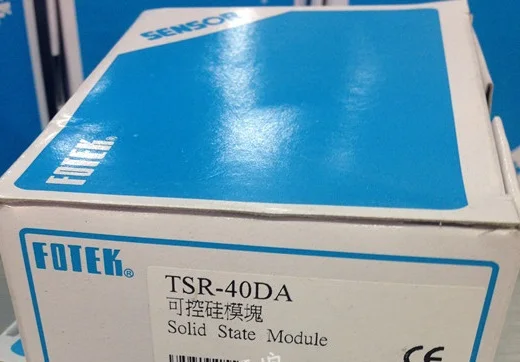 SENSOR
FOTEK
FOTEK®
TSR-40DA
可控硅模塊
Solid State Module
CE